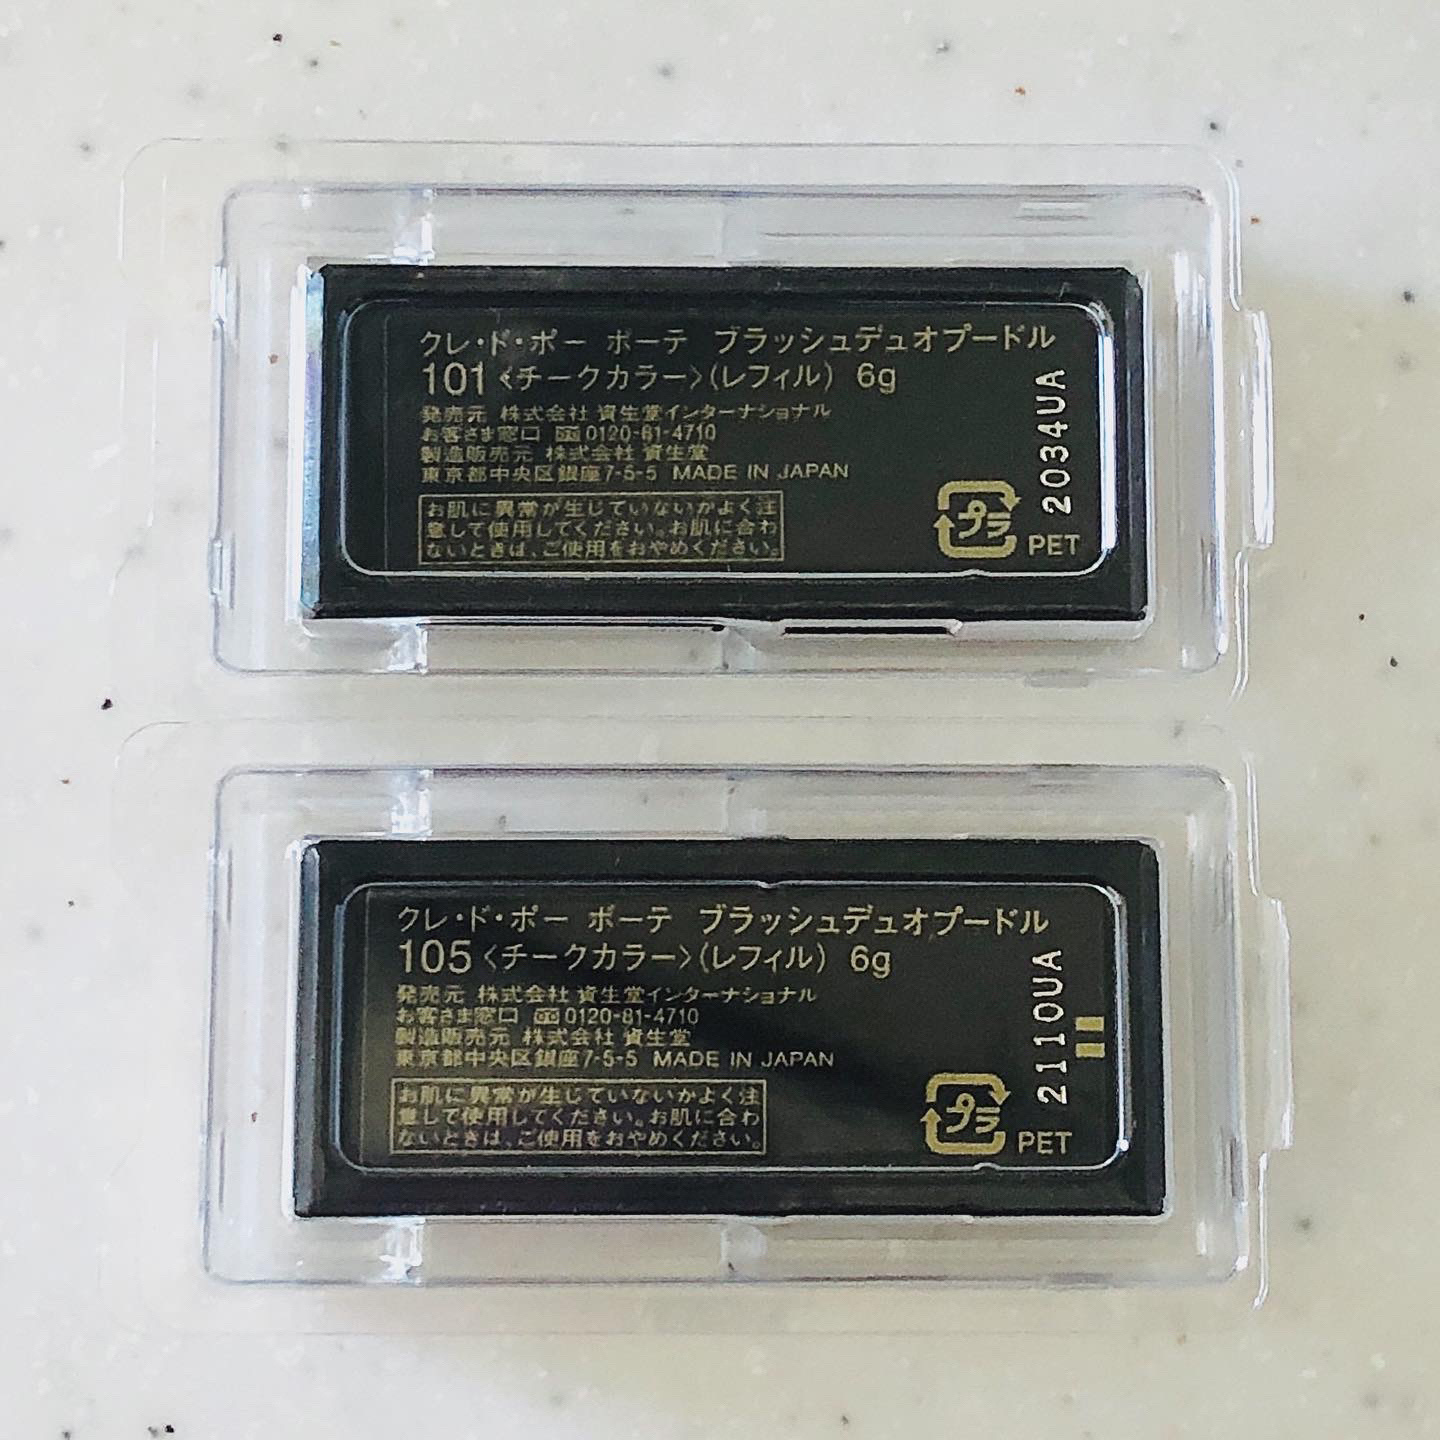 クレ・ド・ポー ボーテ ブラッシュデュオプードル
101〈チークカラー〉(レフィル) 6g
発売元 株式会社 資生堂インターナショナル
お客さま窓口 0120-81-4710
製造販売元 株式会社 資生堂
東京都中央区銀座7-5-5 MADE IN JAPAN
お肌に異常が生じていないかよく注
意して使用してください。お肌に合わ
ないときは、ご使用をおやめください。
プラ
PET
2034UA
クレ・ド・ポー ボーテ ブラッシュデュオプードル
105〈チークカラー〉(レフィル) 6g
発売元 株式会社 資生堂インターナショナル
お客さま窓口 0120-81-4710
製造販売元 株式会社 資生堂
東京都中央区銀座7-5-5 MADE IN JAPAN
お肌に異常が生じていないかよく注
意して使用してください。お肌に合わ
ないときは、ご使用をおやめください。
プラ
PET
2110UA